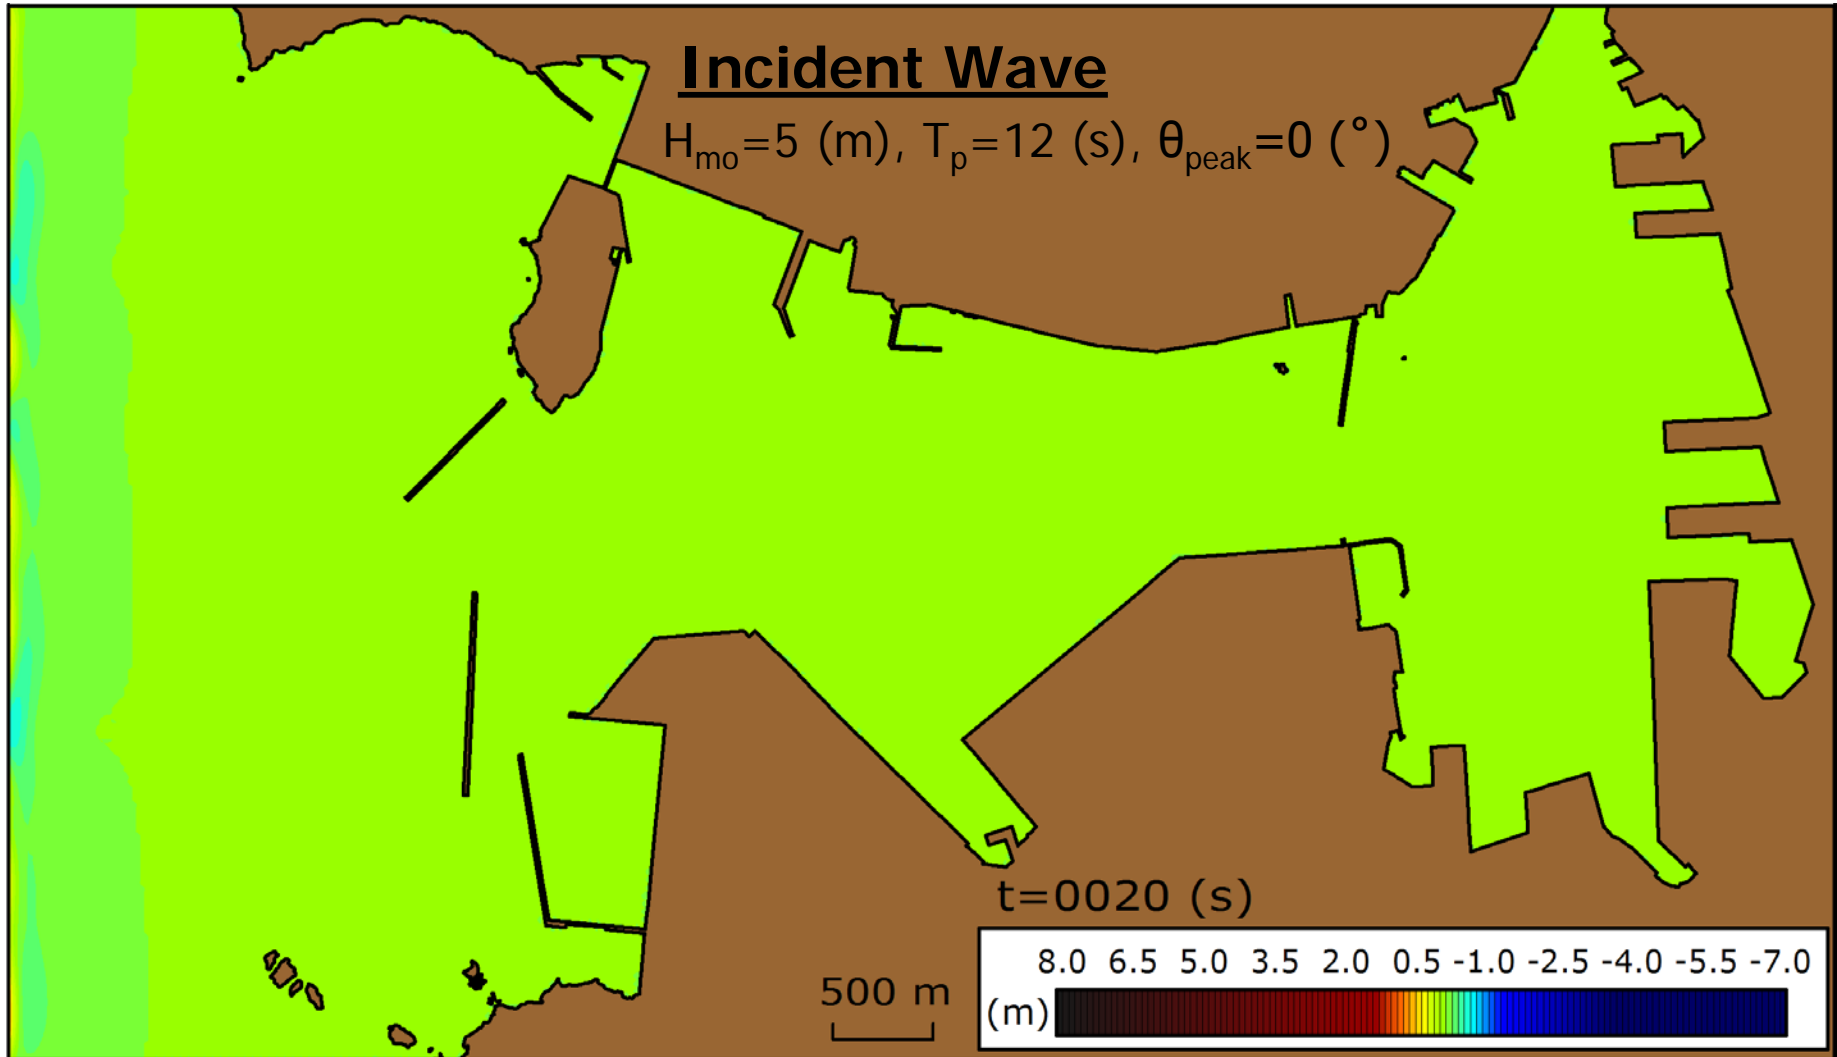 Incident Wave
Hmo=5 (m), Tp=12 (s), θpeak=0 (°)
t=0020 (s)
500 m
8.0 6.5 5.0 3.5 2.0 0.5 -1.0 -2.5 -4.0 -5.5 -7.0
(m)